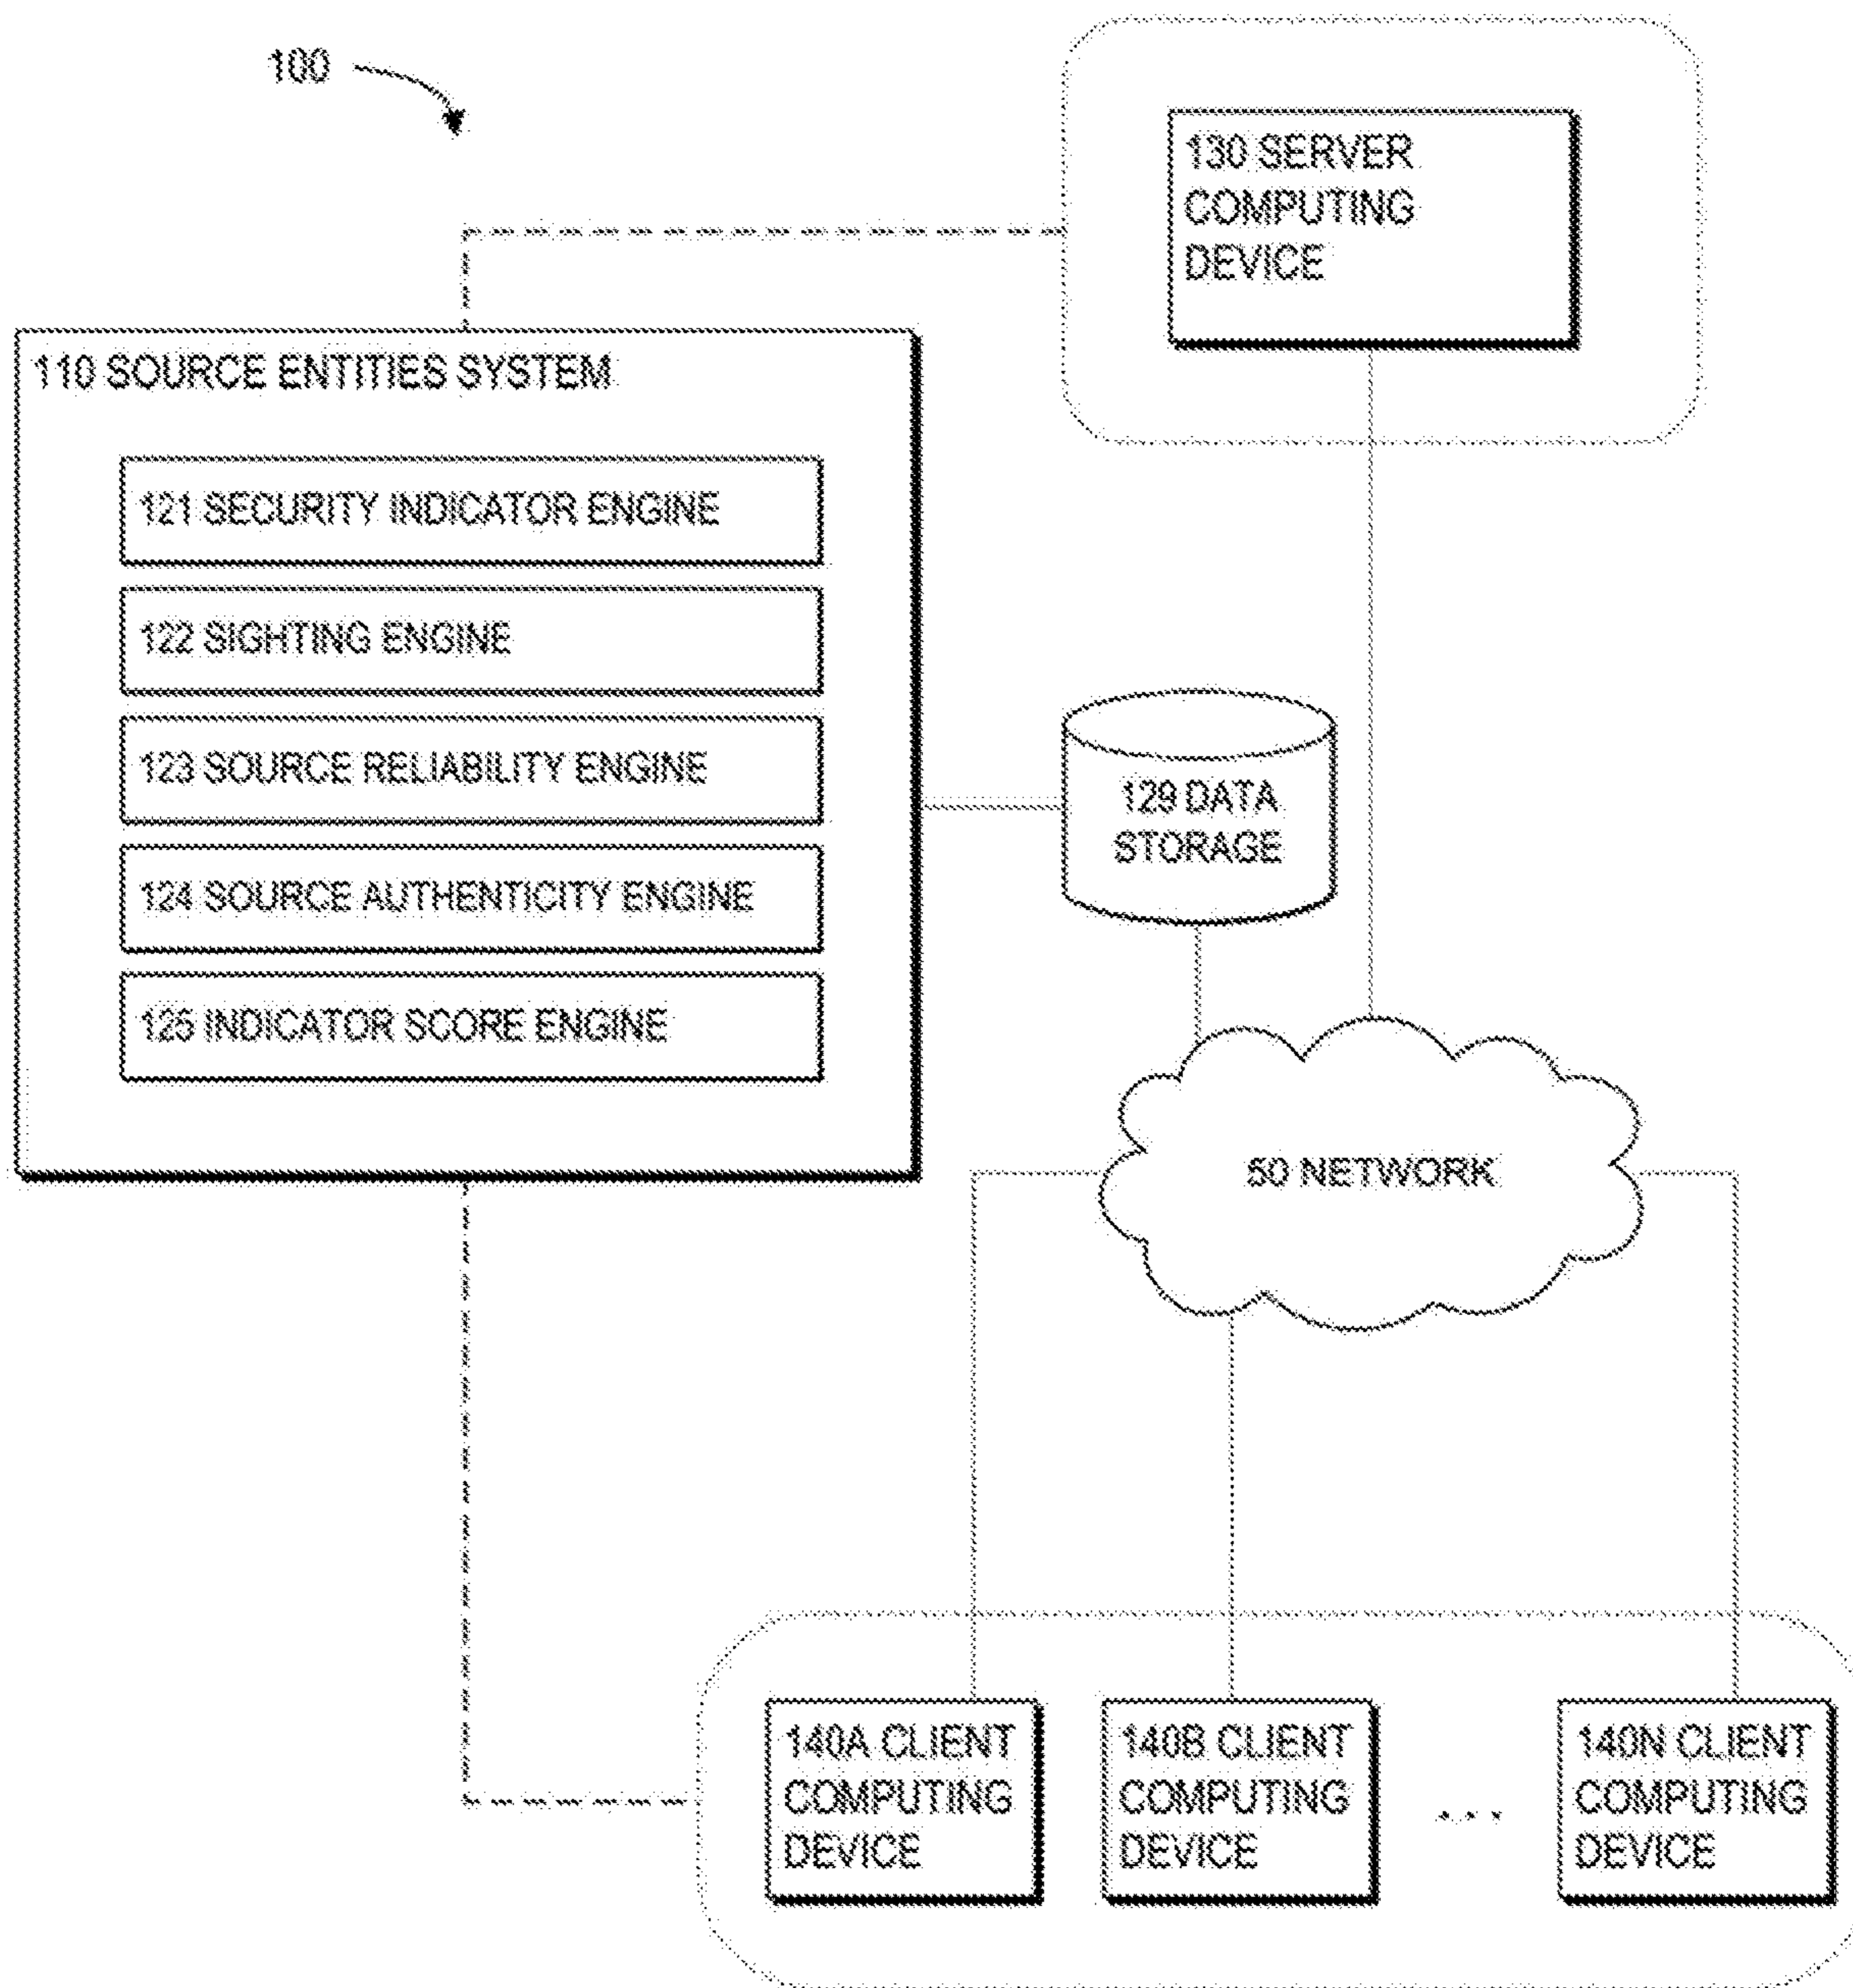 100
130 SERVER
COMPUTING
DEVICE
110 SOURCE ENTITIES SYSTEM
121 SECURITY INDICATOR ENGINE
122 SIGHTING ENGINE
123 SOURCE RELIABILITY ENGINE
124 SOURCE AUTHENTICITY ENGINE
125 INDICATOR SCORE ENGINE
129 DATA
STORAGE
50 NETWORK
140A CLIENT
COMPUTING
DEVICE
140B CLIENT
COMPUTING
DEVICE
...
140N CLIENT
COMPUTING
DEVICE